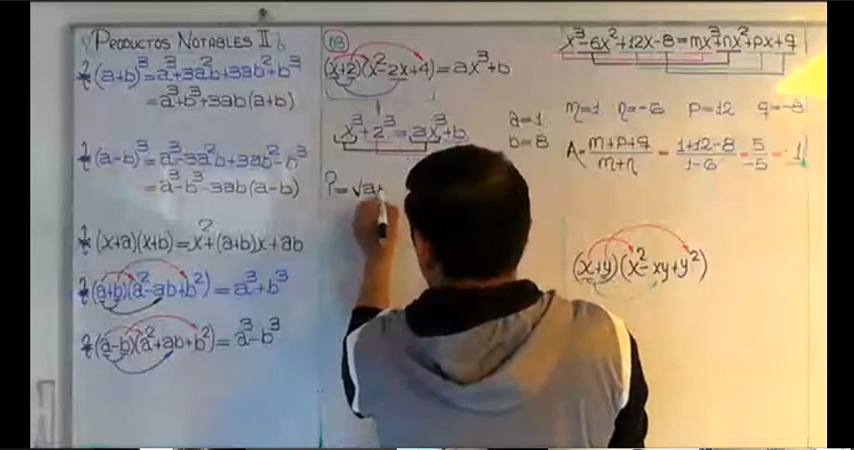 PRODUCTOS NOTABLES II
* (a+b)³=a³+3a²b+3ab²+b³
=a³+b³+3ab(a+b)
* (a-b)³=a³-3a²b+3ab²-b³
=a³-b³-3ab(a-b)
* (x+a)(x+b)=x²+(a+b)x+ab
* (a+b)(a²-ab+b²)=a³+b³
* (a-b)(a²+ab+b²)=a³-b³
03
(x+2)(x²-2x+4)=ax³+b
x³+2³=ax³+b
a=1
b=8
P=√a+
x³-6x²+12x-8=mx³+nx²+px+q
m=1 n=-6 p=12 q=-8
A=m+p+q/m+n=1+12-8/1-6=5/-5=-1
(x+y)(x²-xy+y²)